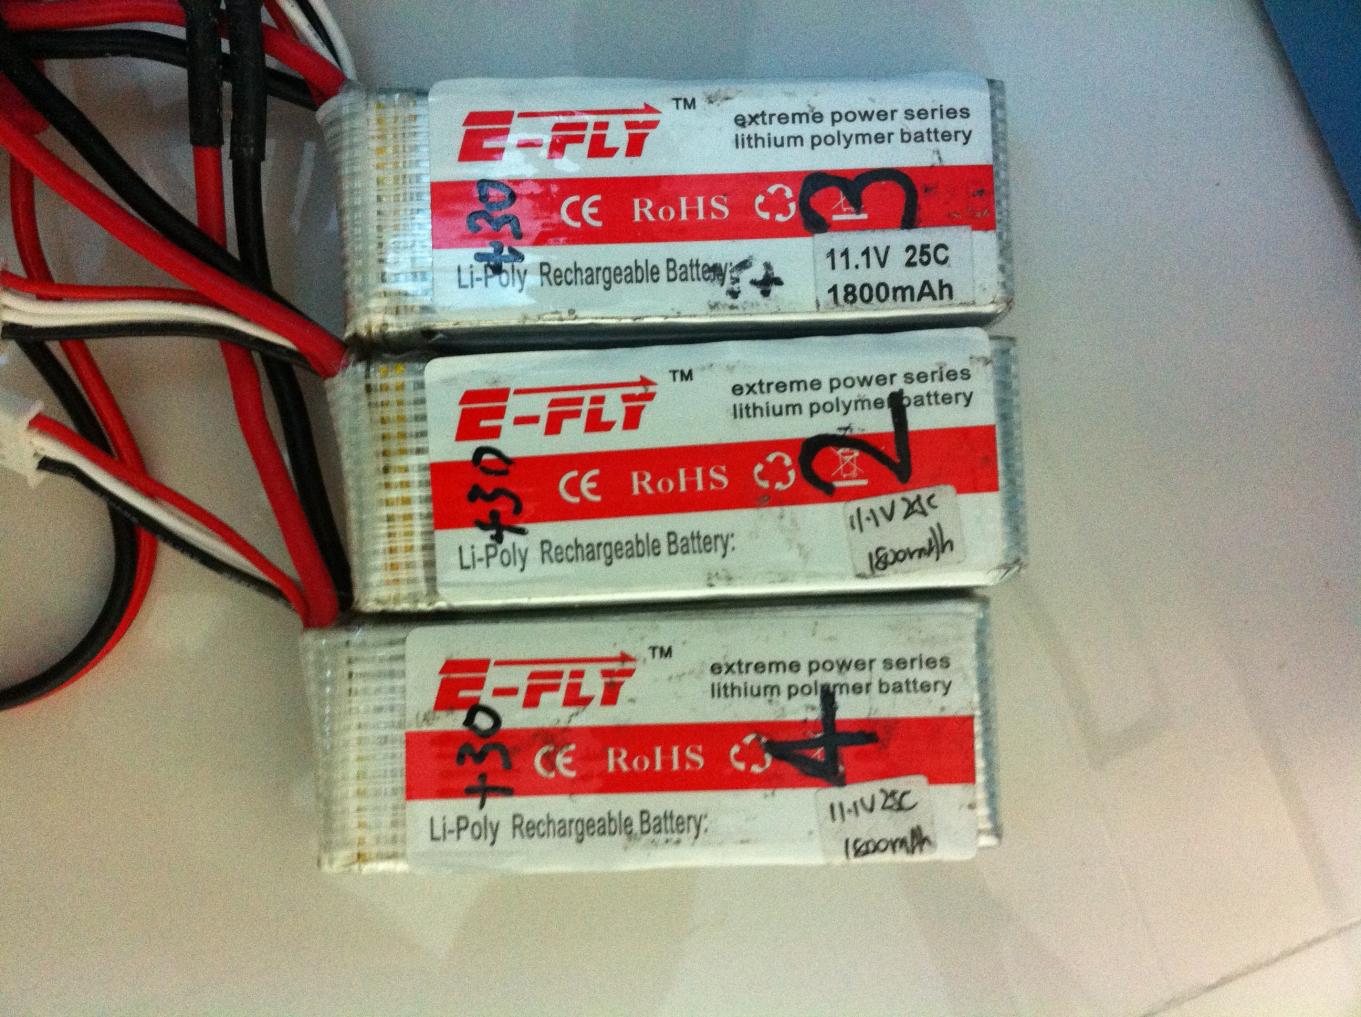 E-FLY TM
extreme power series
lithium polymer battery
+30
CE RoHS
3
Li-Poly Rechargeable Battery:
11.1V 25C
1800mAh
E-FLY TM
extreme power series
lithium polymer battery
+30
CE RoHS
2
Li-Poly Rechargeable Battery:
11.1V 25C
1800mAh
E-FLY TM
extreme power series
lithium polymer battery
+30
CE RoHS
4
Li-Poly Rechargeable Battery:
11.1V 25C
1800mAh